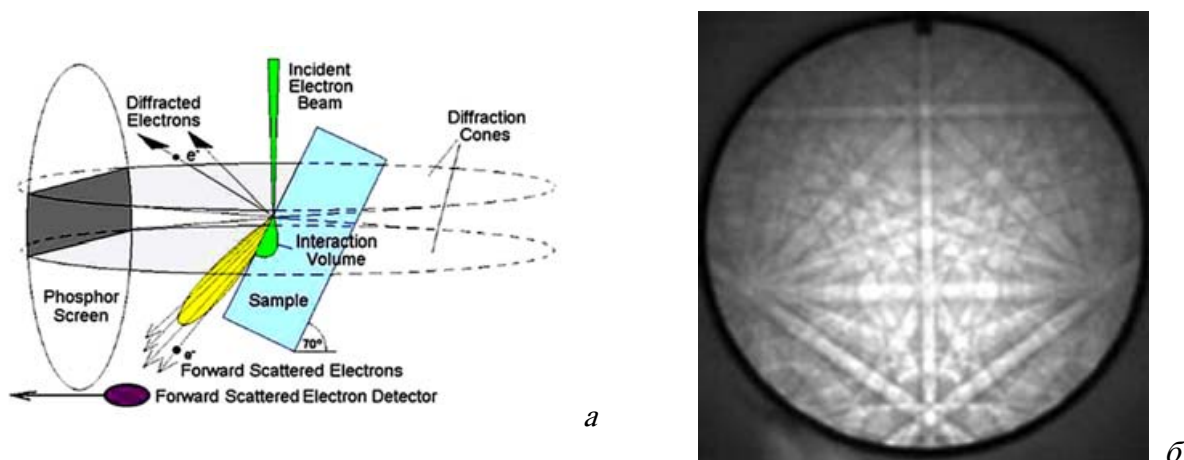 Incident
Electron
Beam
Diffracted
Electrons
e⁻
Diffraction
Cones
Interaction
Volume
Phosphor
Screen
Sample
70°
e⁻
Forward Scattered Electrons
Forward Scattered Electron Detector
а
б